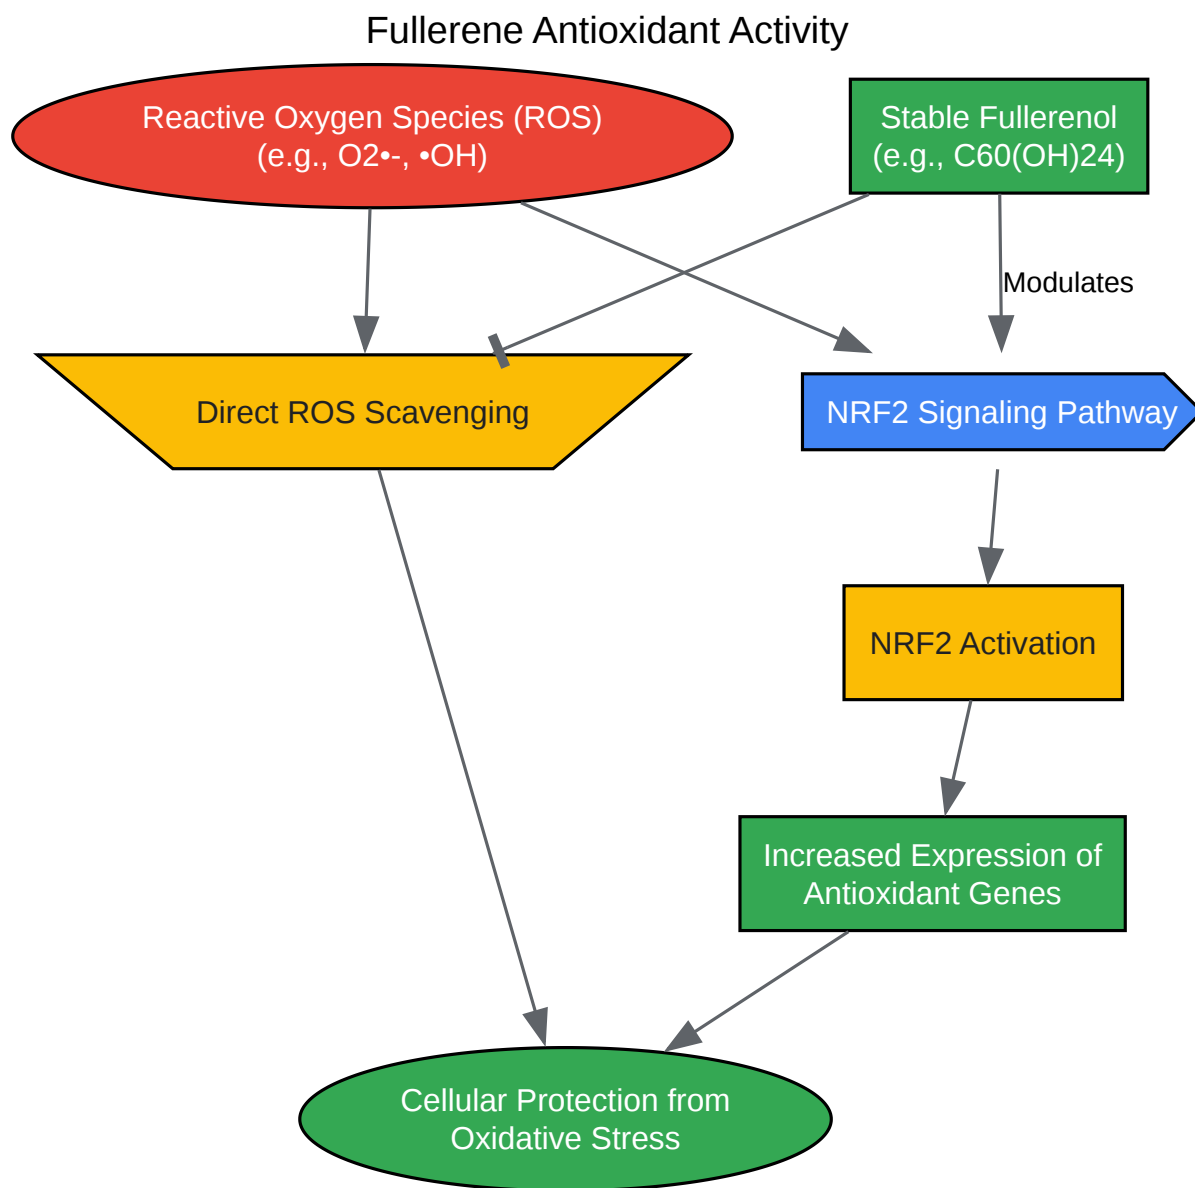 Fullerene Antioxidant Activity
Reactive Oxygen Species (ROS)
(e.g., O2•-, •OH)
Stable Fullerenol
(e.g., C60(OH)24)
Modulates
Direct ROS Scavenging
NRF2 Signaling Pathway
NRF2 Activation
Increased Expression of
Antioxidant Genes
Cellular Protection from
Oxidative Stress